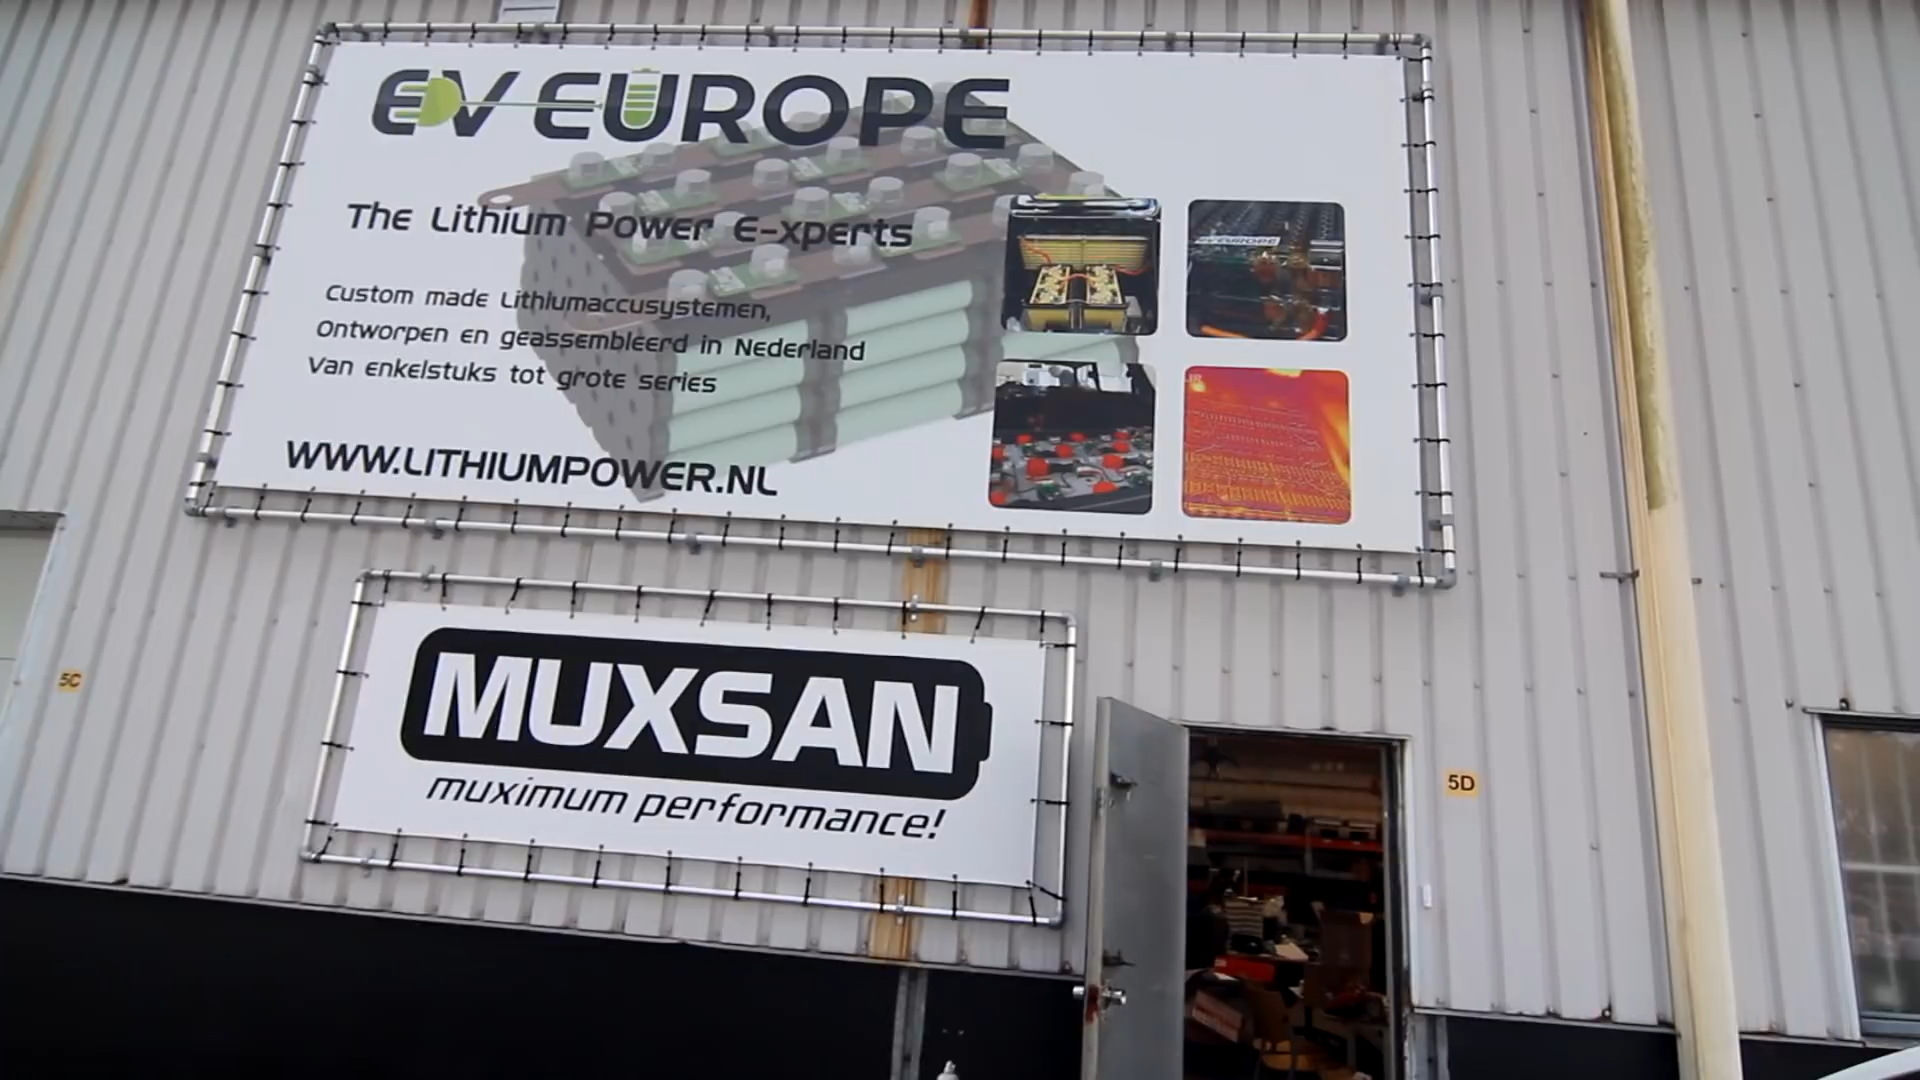 EV EUROPE
The Lithium Power E-xperts
Custom made Lithiumaccusystemen,
Ontworpen en geassembleerd in Nederland
Van enkelstuks tot grote series
WWW.LITHIUMPOWER.NL
EV EUROPE
5C
MUXSAN
muximum performance!
5D